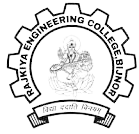 RAJKIYA ENGINEERING COLLEGE, BIJNOR
विद्या ददाति विनयम